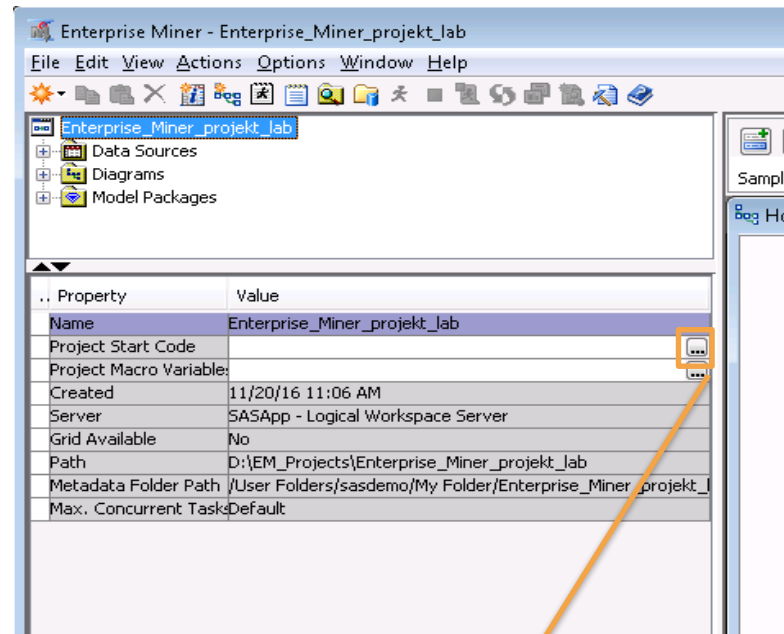 Enterprise Miner - Enterprise_Miner_projekt_lab
File Edit View Actions Options Window Help
Enterprise_Miner_projekt_lab
Data Sources
Diagrams
Model Packages
Sampl
Ho
.. Property Value
Name Enterprise_Miner_projekt_lab
Project Start Code
...
Project Macro Variable:
...
Created 11/20/16 11:06 AM
Server SASApp - Logical Workspace Server
Grid Available No
Path D:\EM_Projects\Enterprise_Miner_projekt_lab
Metadata Folder Path /User Folders/sasdemo/My Folder/Enterprise_Miner_projekt_l
Max. Concurrent Tasks Default